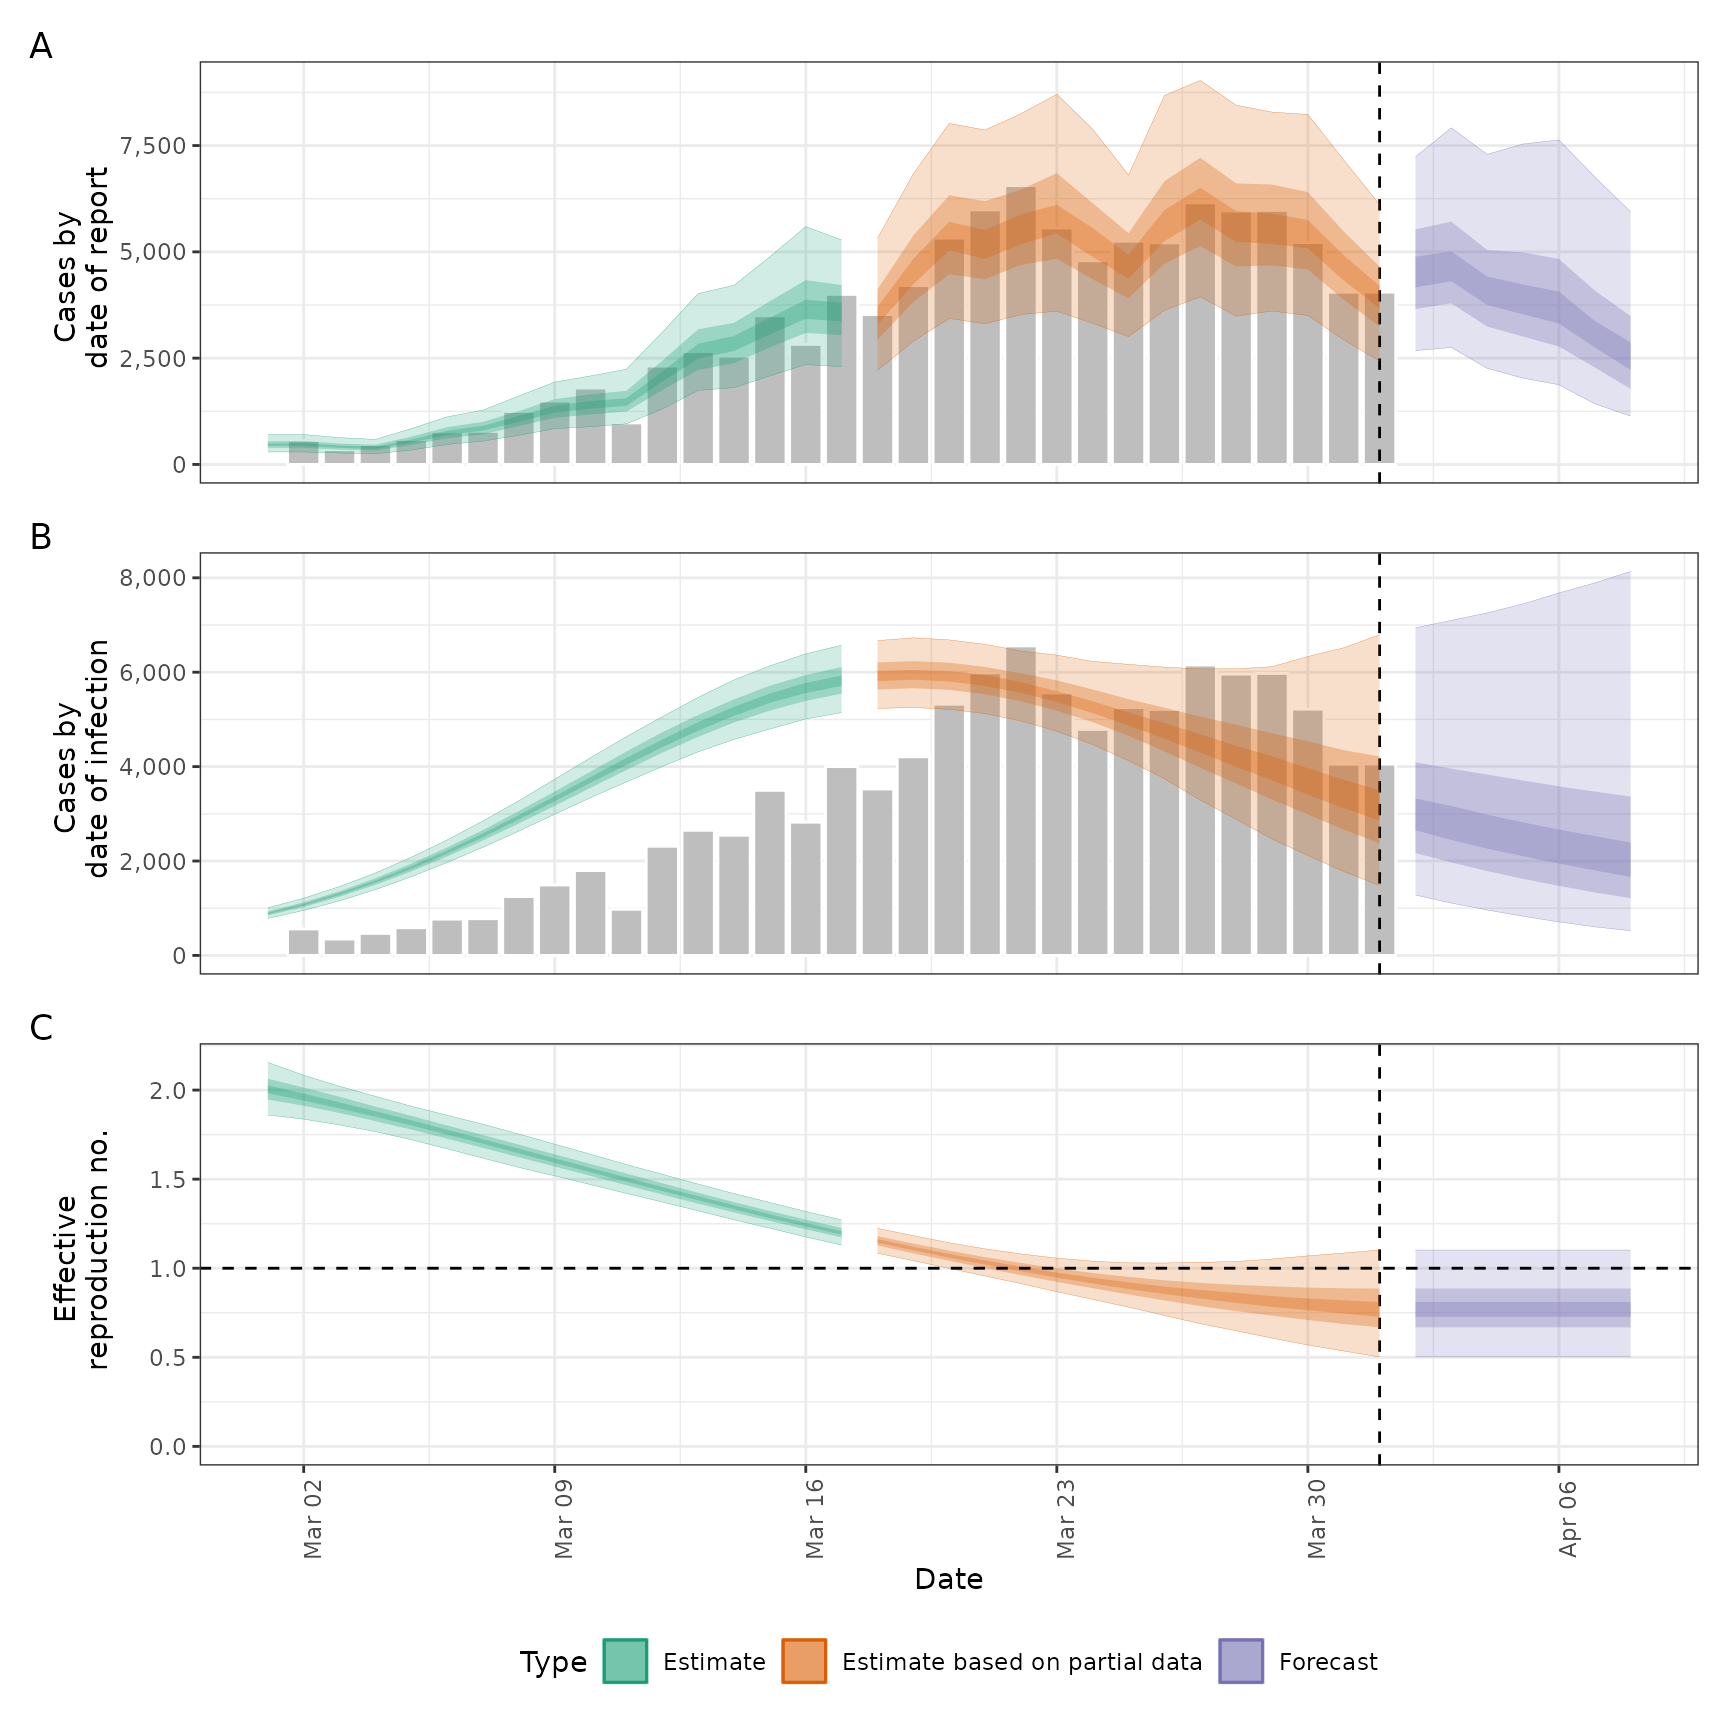 A
Cases by
date of report
7,500
5,000
2,500
0
B
Cases by
date of infection
8,000
6,000
4,000
2,000
0
C
Effective
reproduction no.
2.0
1.5
1.0
0.5
0.0
Mar 02
Mar 09
Mar 16
Mar 23
Mar 30
Apr 06
Date
Type Estimate Estimate based on partial data Forecast